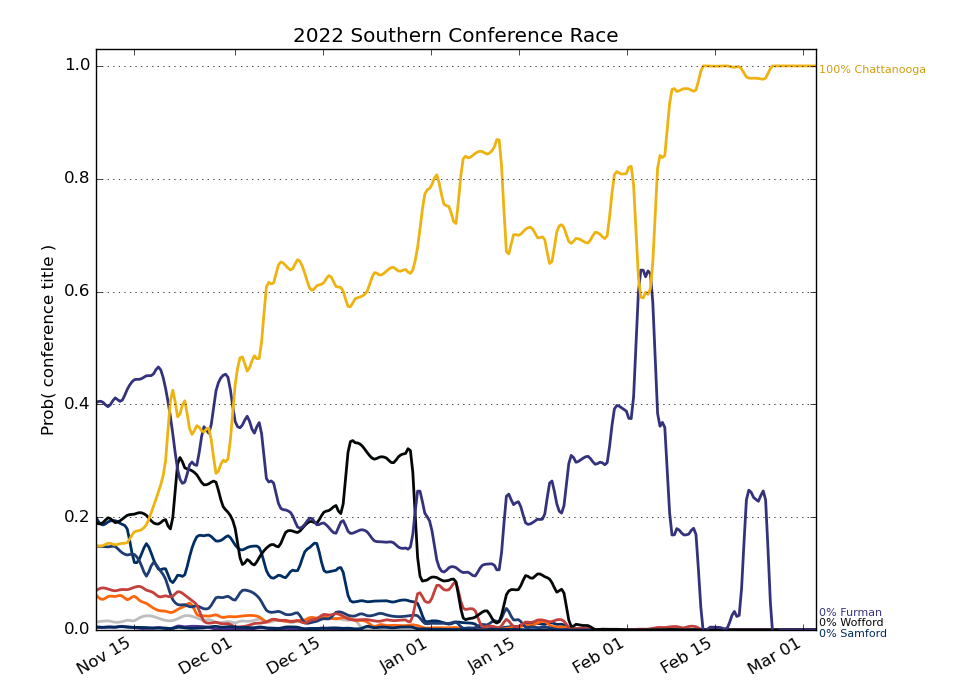 2022 Southern Conference Race
1.0
100% Chattanooga
0.8
0.6
Prob( conference title )
0.4
0.2
0% Furman
0% Wofford
0.0
0% Samford
Nov 15
Dec 01
Dec 15
Jan 01
Jan 15
Feb 01
Feb 15
Mar 01